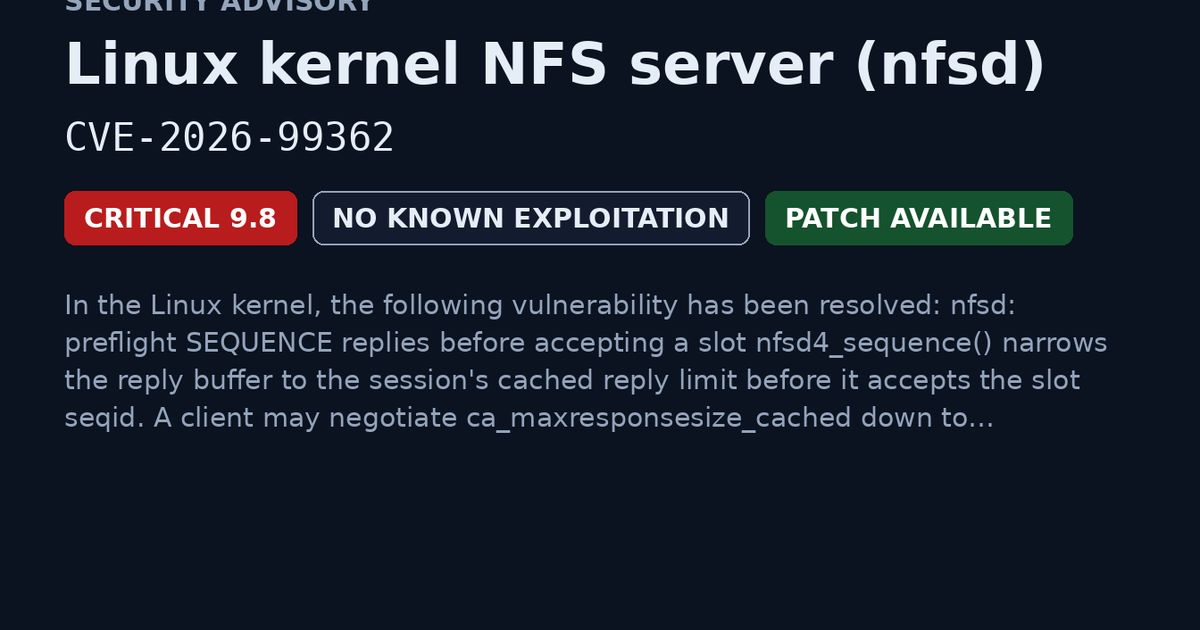 SECURITY ADVISORY
Linux kernel NFS server (nfsd)
CVE-2026-99362
CRITICAL 9.8 NO KNOWN EXPLOITATION PATCH AVAILABLE
In the Linux kernel, the following vulnerability has been resolved: nfsd:
preflight SEQUENCE replies before accepting a slot nfsd4_sequence() narrows
the reply buffer to the session's cached reply limit before it accepts the slot
seqid. A client may negotiate ca_maxresponsesize_cached down to...